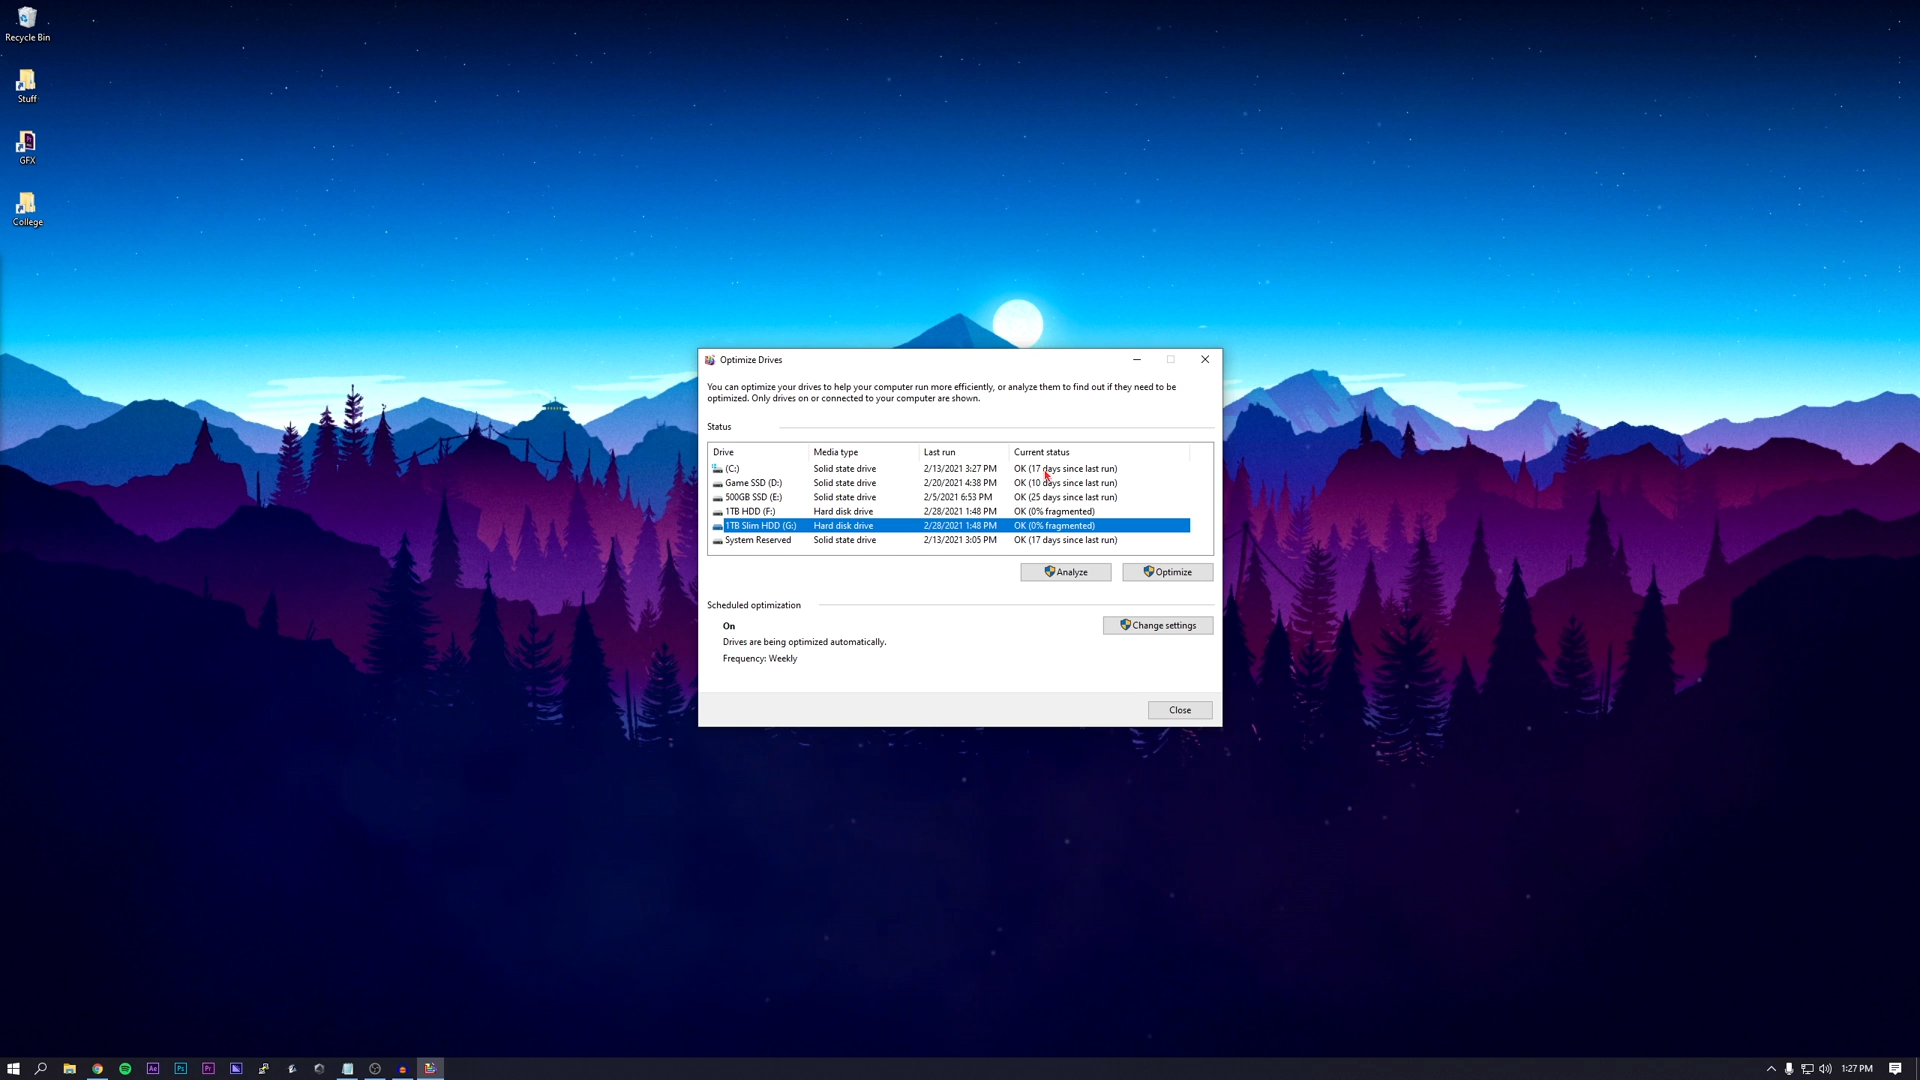 Recycle Bin
Stuff
GFX
College
Optimize Drives
You can optimize your drives to help your computer run more efficiently, or analyze them to find out if they need to be
optimized. Only drives on or connected to your computer are shown.
Status
Drive Media type Last run Current status
(C:) Solid state drive 2/13/2021 3:27 PM OK (17 days since last run)
Game SSD (D:) Solid state drive 2/20/2021 4:38 PM OK (10 days since last run)
500GB SSD (E:) Solid state drive 2/5/2021 6:53 PM OK (25 days since last run)
1TB HDD (F:) Hard disk drive 2/28/2021 1:48 PM OK (0% fragmented)
1TB Slim HDD (G:) Hard disk drive 2/28/2021 1:48 PM OK (0% fragmented)
System Reserved Solid state drive 2/13/2021 3:05 PM OK (17 days since last run)
Analyze Optimize
Scheduled optimization
On
Change settings
Drives are being optimized automatically.
Frequency: Weekly
Close
Ae Ps Pr
1:27 PM